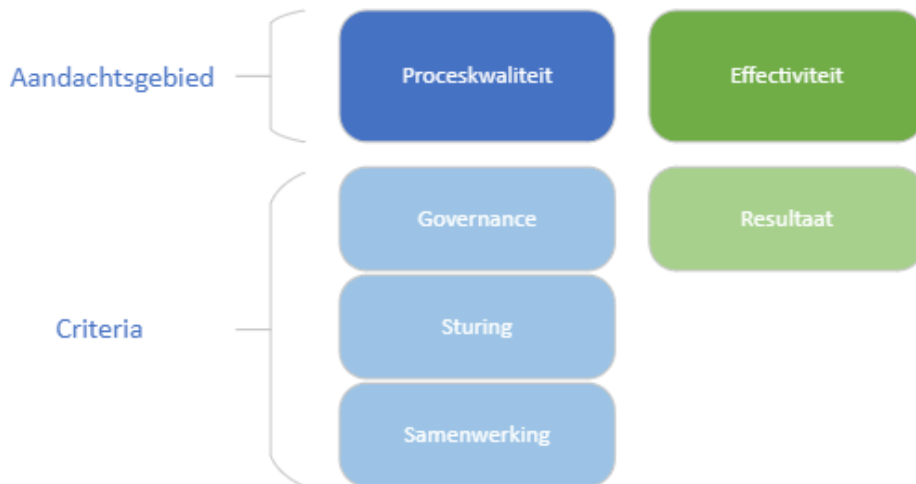 Aandachtsgebied
Proceskwaliteit
Effectiviteit
Criteria
Governance
Resultaat
Sturing
Samenwerking